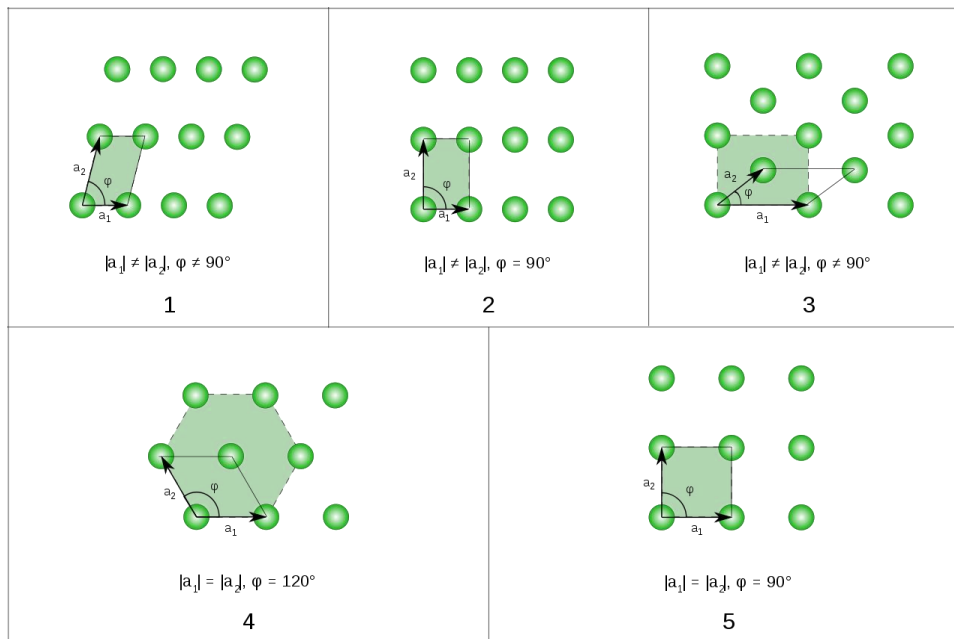 a2
φ
a1
|a1| ≠ |a2|, φ ≠ 90°
1
a2
φ
a1
|a1| ≠ |a2|, φ = 90°
2
a2
φ
a1
|a1| ≠ |a2|, φ ≠ 90°
3
a2
φ
a1
|a1| = |a2|, φ = 120°
4
a2
φ
a1
|a1| = |a2|, φ = 90°
5